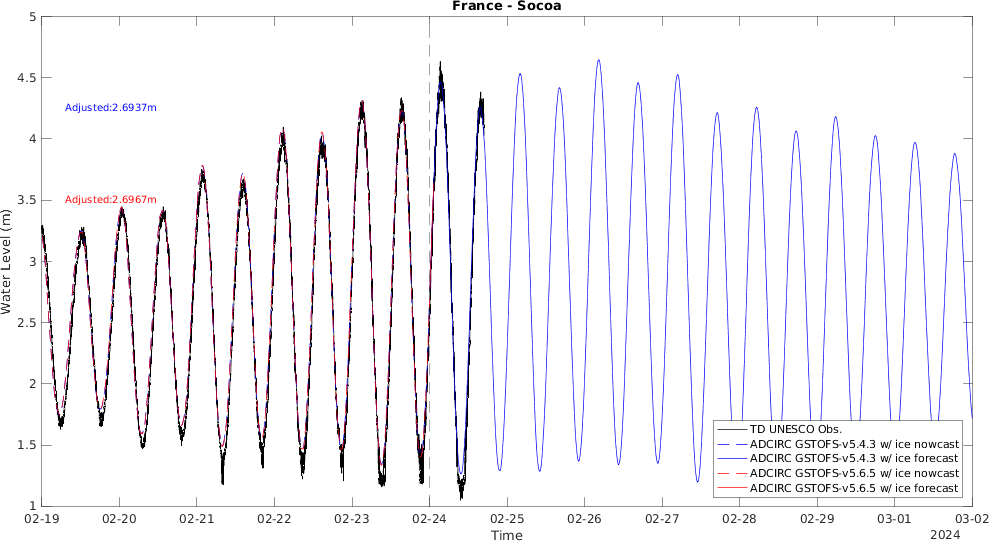 France - Socoa
5
4.5
4
3.5
3
2.5
2
1.5
1
Water Level (m)
Adjusted:2.6937m
Adjusted:2.6967m
TD UNESCO Obs.
ADCIRC GSTOFS-v5.4.3 w/ ice nowcast
ADCIRC GSTOFS-v5.4.3 w/ ice forecast
ADCIRC GSTOFS-v5.6.5 w/ ice nowcast
ADCIRC GSTOFS-v5.6.5 w/ ice forecast
02-19 02-20 02-21 02-22 02-23 02-24 02-25 02-26 02-27 02-28 02-29 03-01 03-02
Time
2024